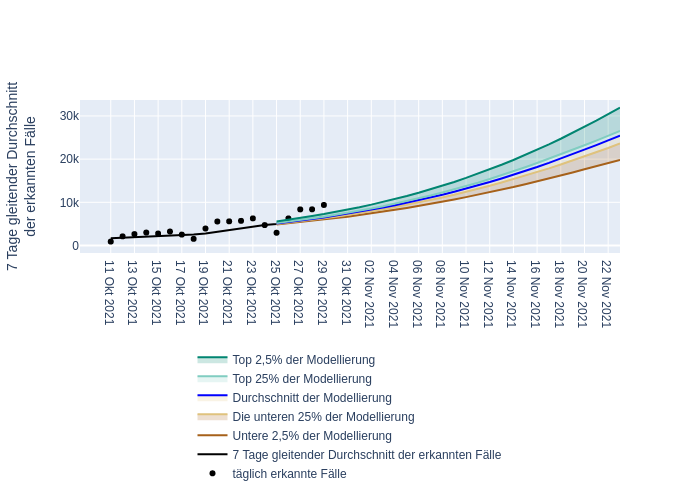 7 Tage gleitender Durchschnitt
der erkannten Fälle
30k
20k
10k
0
11 Okt 2021
13 Okt 2021
15 Okt 2021
17 Okt 2021
19 Okt 2021
21 Okt 2021
23 Okt 2021
25 Okt 2021
27 Okt 2021
29 Okt 2021
31 Okt 2021
02 Nov 2021
04 Nov 2021
06 Nov 2021
08 Nov 2021
10 Nov 2021
12 Nov 2021
14 Nov 2021
16 Nov 2021
18 Nov 2021
20 Nov 2021
22 Nov 2021
Top 2,5% der Modellierung
Top 25% der Modellierung
Durchschnitt der Modellierung
Die unteren 25% der Modellierung
Untere 2,5% der Modellierung
7 Tage gleitender Durchschnitt der erkannten Fälle
täglich erkannte Fälle